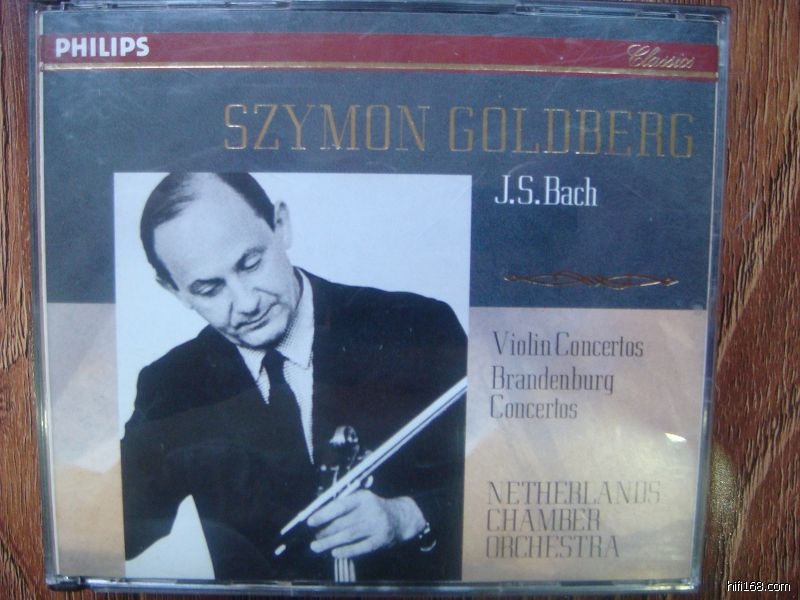 PHILIPS
Classics
SZYMON GOLDBERG
J.S.Bach
Violin Concertos
Brandenburg
Concertos
NETHERLANDS
CHAMBER
ORCHESTRA
hifi168.com